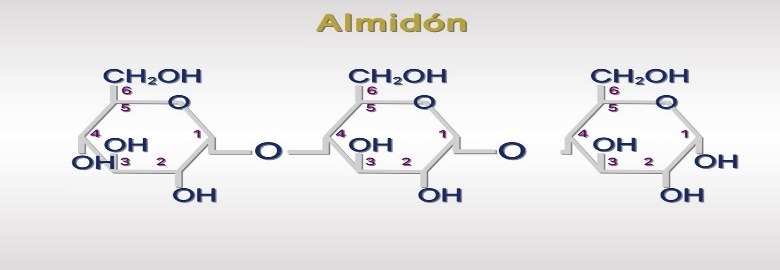 Almidón
CH₂OH CH₂OH CH₂OH
6 6 6
5 O 5 O 5 O
4 OH 1 4 OH 1 4 OH 1
OH 3 2 O 3 2 O 3 2 OH
OH OH OH